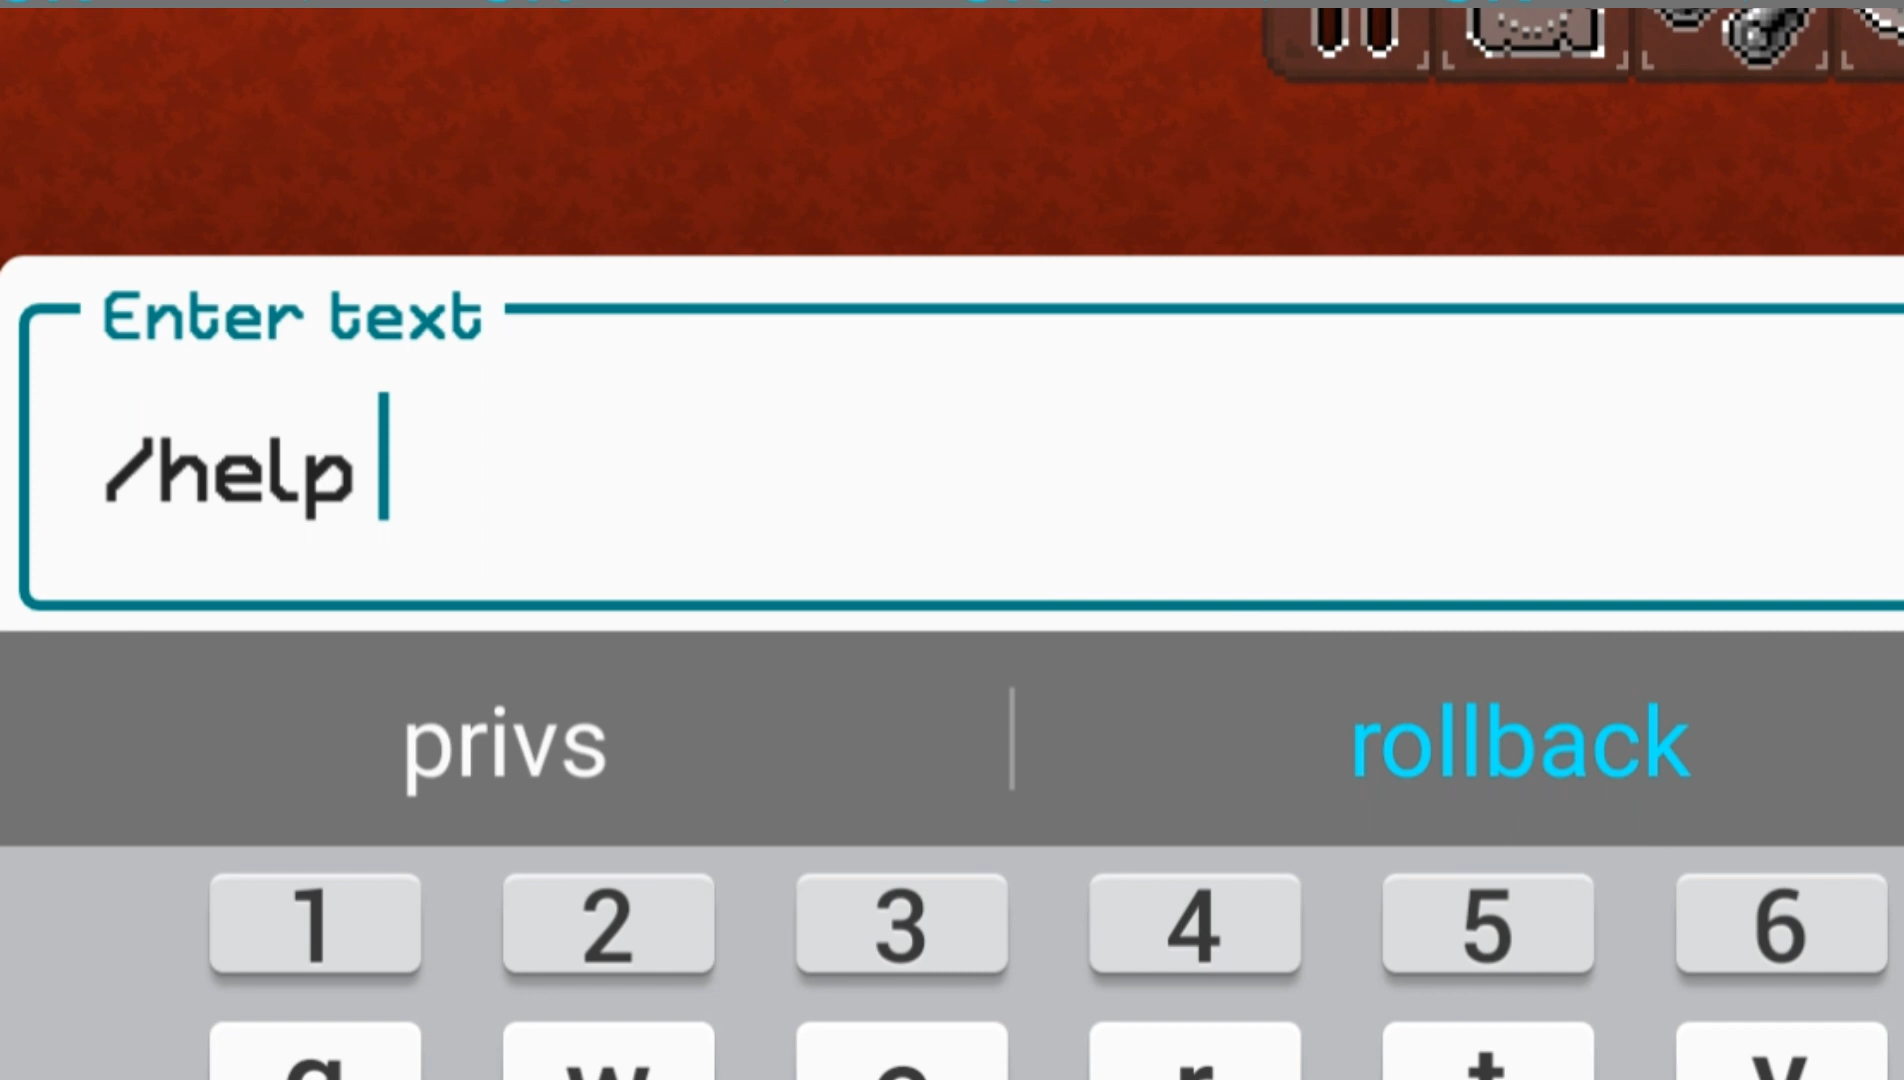 Enter text
/help
privs
rollback
1 2 3 4 5 6
q w e r t y